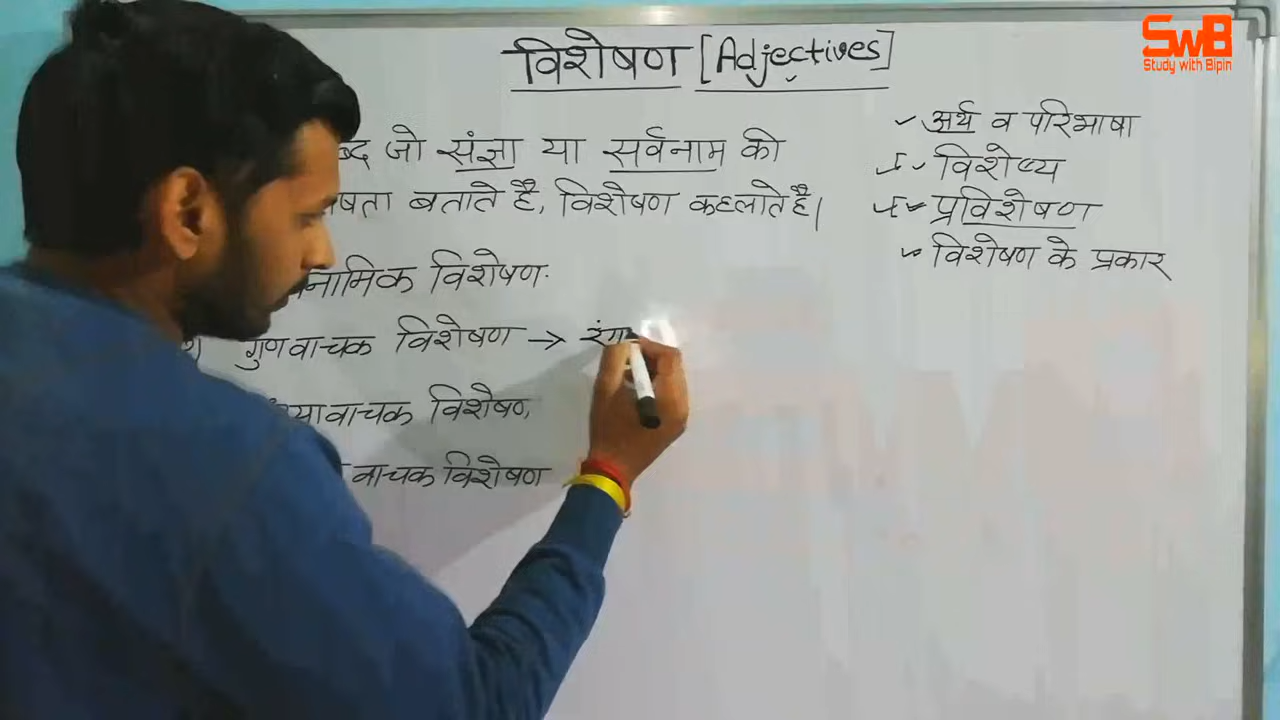 विशेषण [Adjectives]
जो संज्ञा या सर्वनाम की
बताते है, विशेषण कहलाते है।
विशेषण
गुणवाचक विशेषण → रंग
विशेषण
वाचक विशेषण
✓ अर्थ व परिभाषा
विशेष्य
प्रविशेषण
विशेषण के प्रकार
SwB
Study with Bipin